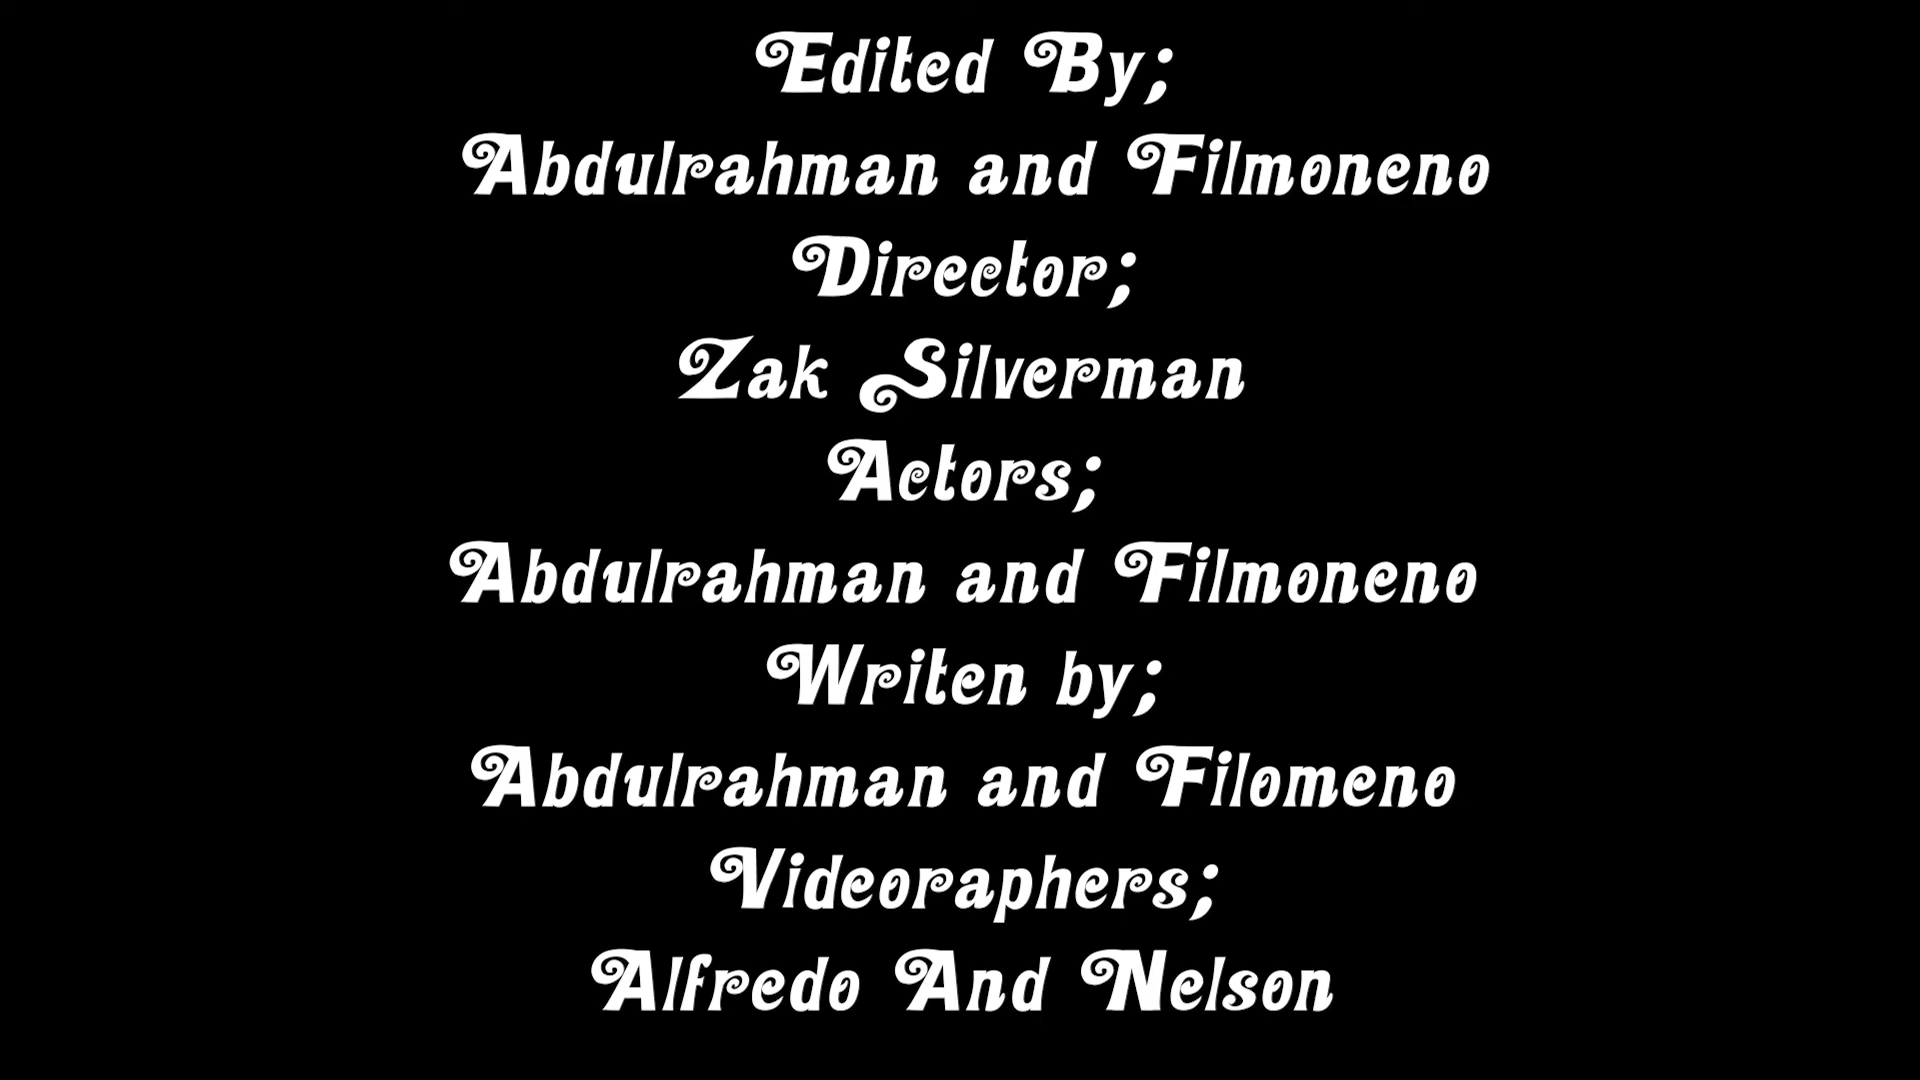 Edited By;
Abdulrahman and Filmoneno
Director;
Zak Silverman
Actors;
Abdulrahman and Filmoneno
Writen by;
Abdulrahman and Filomeno
Videoraphers;
Alfredo And Nelson